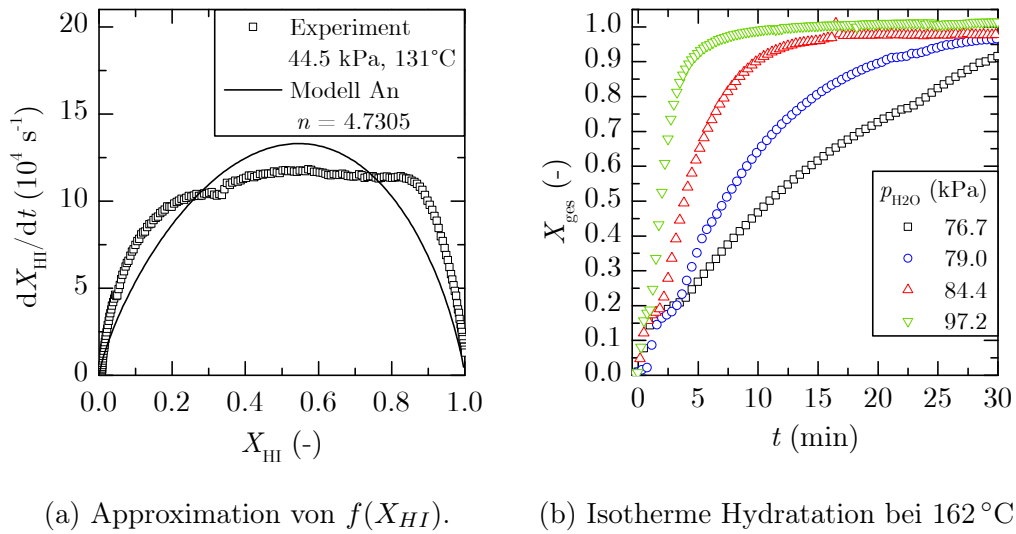 20
15
10
5
0
dX_HI/dt (10⁴ s⁻¹)
Experiment
44.5 kPa, 131°C
Modell An
n = 4.7305
0.0 0.2 0.4 0.6 0.8 1.0
X_HI (-)
(a) Approximation von f(X_HI).
1.0
0.9
0.8
0.7
0.6
0.5
0.4
0.3
0.2
0.1
0.0
X_ges (-)
p_H2O (kPa)
76.7
79.0
84.4
97.2
0 5 10 15 20 25 30
t (min)
(b) Isotherme Hydratation bei 162 °C